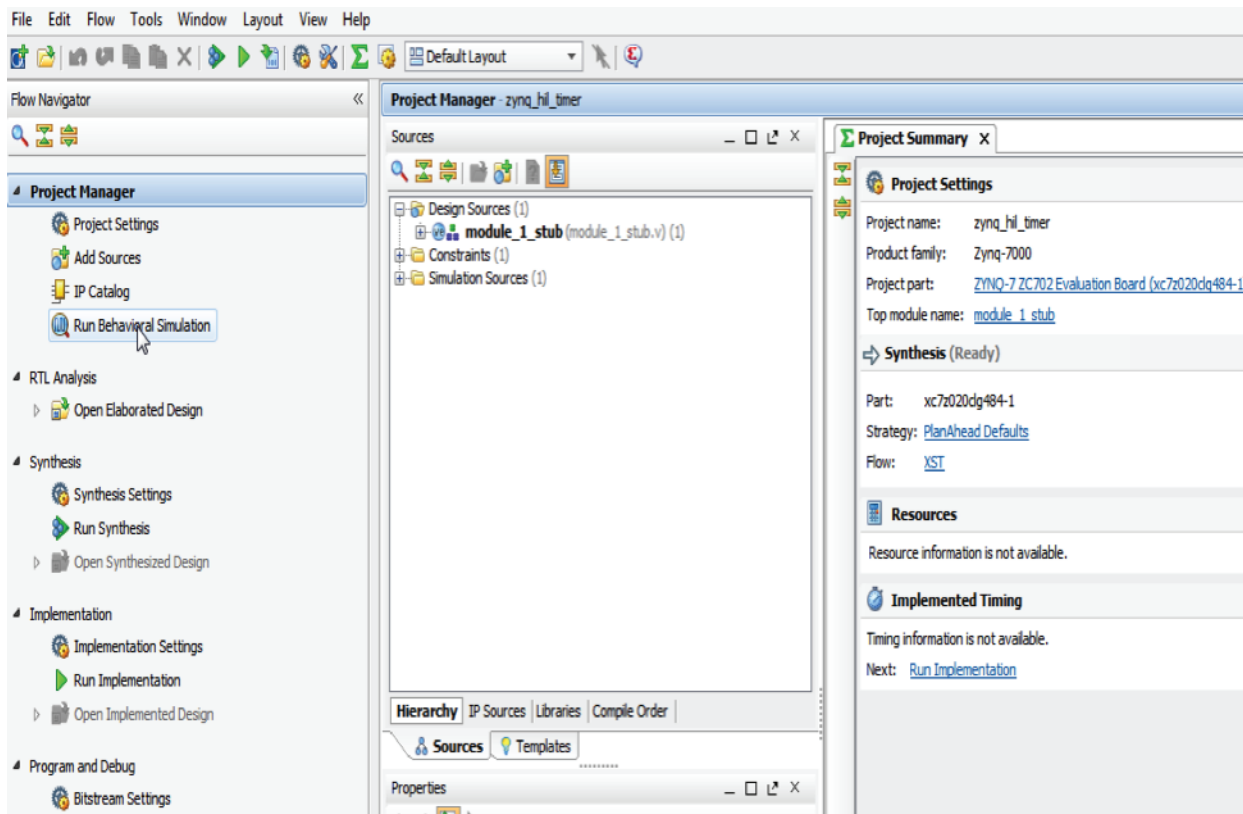 File Edit Flow Tools Window Layout View Help
Default Layout
Flow Navigator
Project Manager
Project Settings
Add Sources
IP Catalog
Run Behavioral Simulation
RTL Analysis
Open Elaborated Design
Synthesis
Synthesis Settings
Run Synthesis
Open Synthesized Design
Implementation
Implementation Settings
Run Implementation
Open Implemented Design
Program and Debug
Bitstream Settings
Project Manager - zynq_hil_timer
Sources
Design Sources (1)
module_1_stub (module_1_stub.v) (1)
Constraints (1)
Simulation Sources (1)
Hierarchy IP Sources Libraries Compile Order
Sources Templates
Properties
Project Summary X
Project Settings
Project name: zynq_hil_timer
Product family: Zynq-7000
Project part: ZYNQ-7 ZC702 Evaluation Board (xc7z020clg484-1
Top module name: module_1_stub
Synthesis (Ready)
Part: xc7z020clg484-1
Strategy: PlanAhead Defaults
Flow: XST
Resources
Resource information is not available.
Implemented Timing
Timing information is not available.
Next: Run Implementation